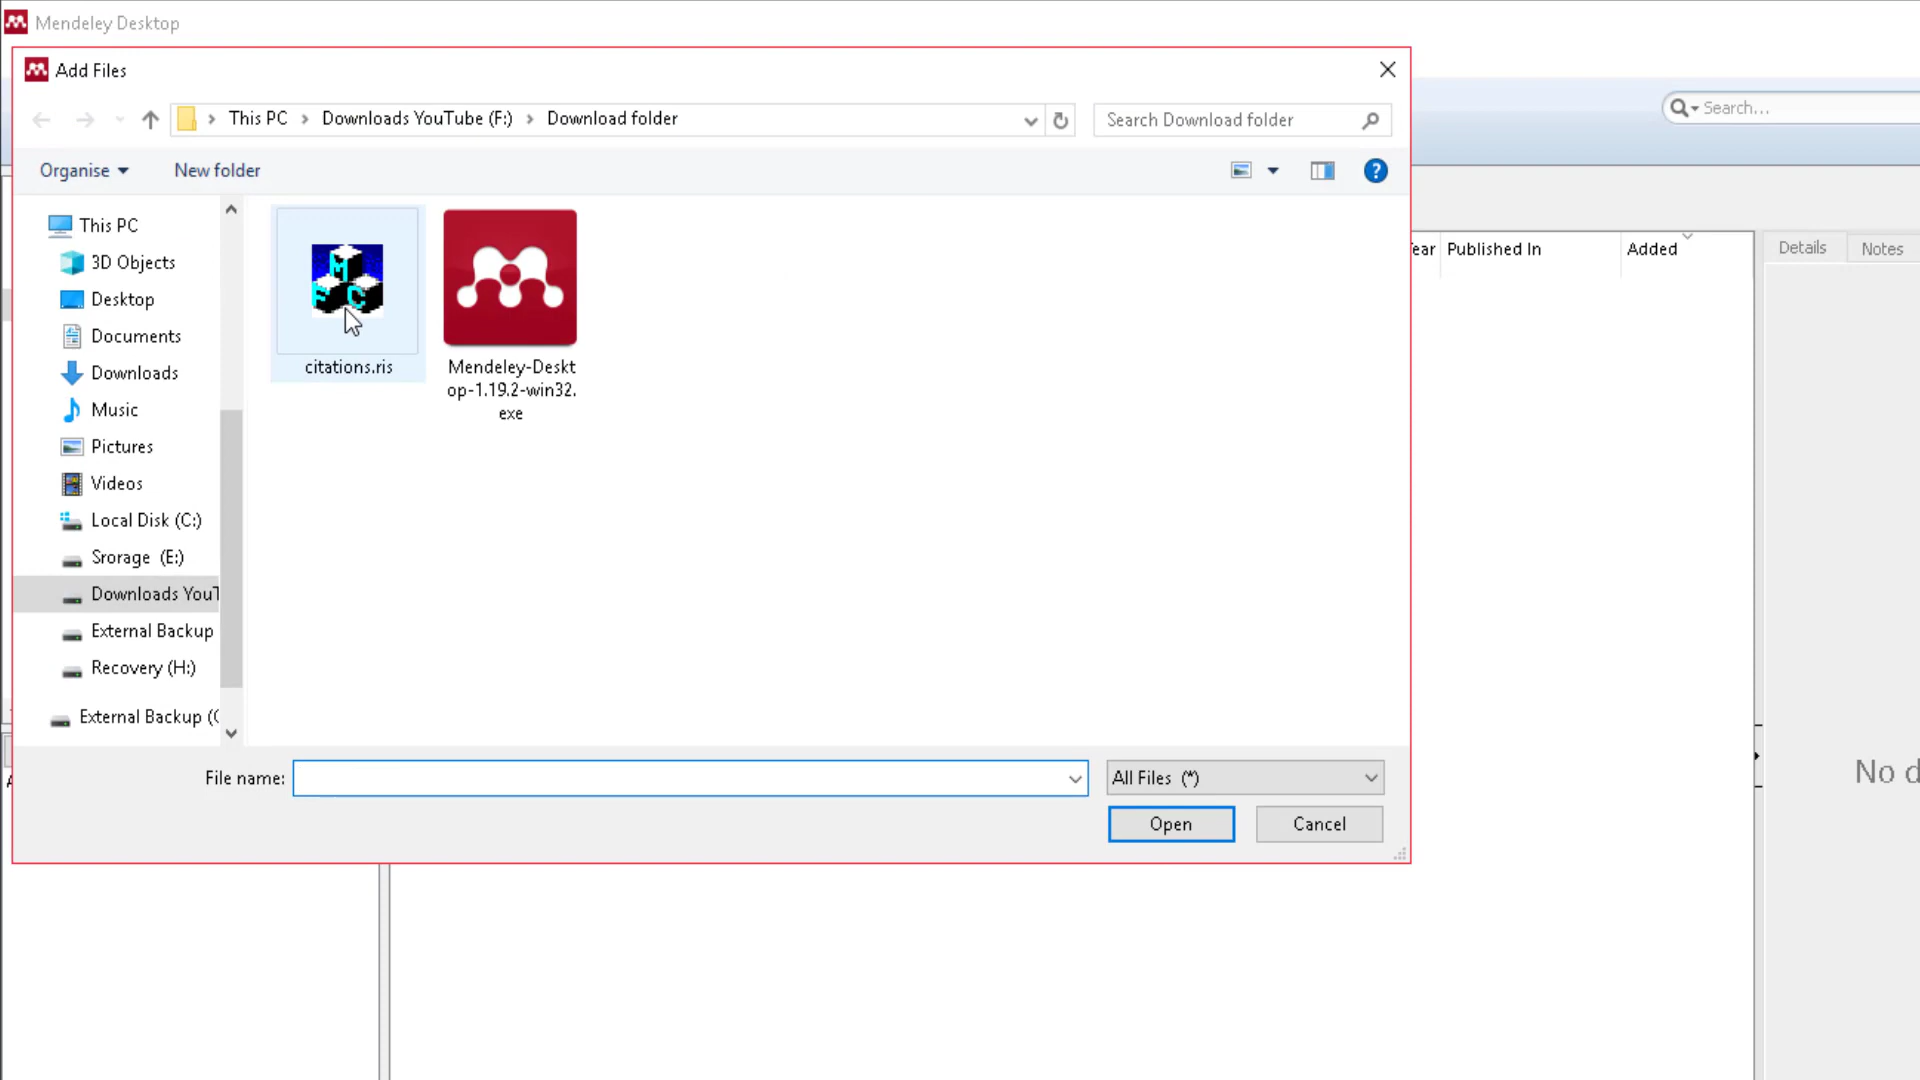 Mendeley Desktop
Add Files
This PC
Downloads YouTube (F:)
Download folder
Search Download folder
Search...
Organise
New folder
?
This PC
3D Objects
Desktop
Documents
Downloads
Music
Pictures
Videos
Local Disk (C:)
Srorage (E:)
Downloads YouT
External Backup
Recovery (H:)
External Backup (
M
F C
citations.ris
Mendeley-Deskt
op-1.19.2-win32.
exe
Published In
Added
Details
Notes
No d
File name:
All Files (*)
Open
Cancel